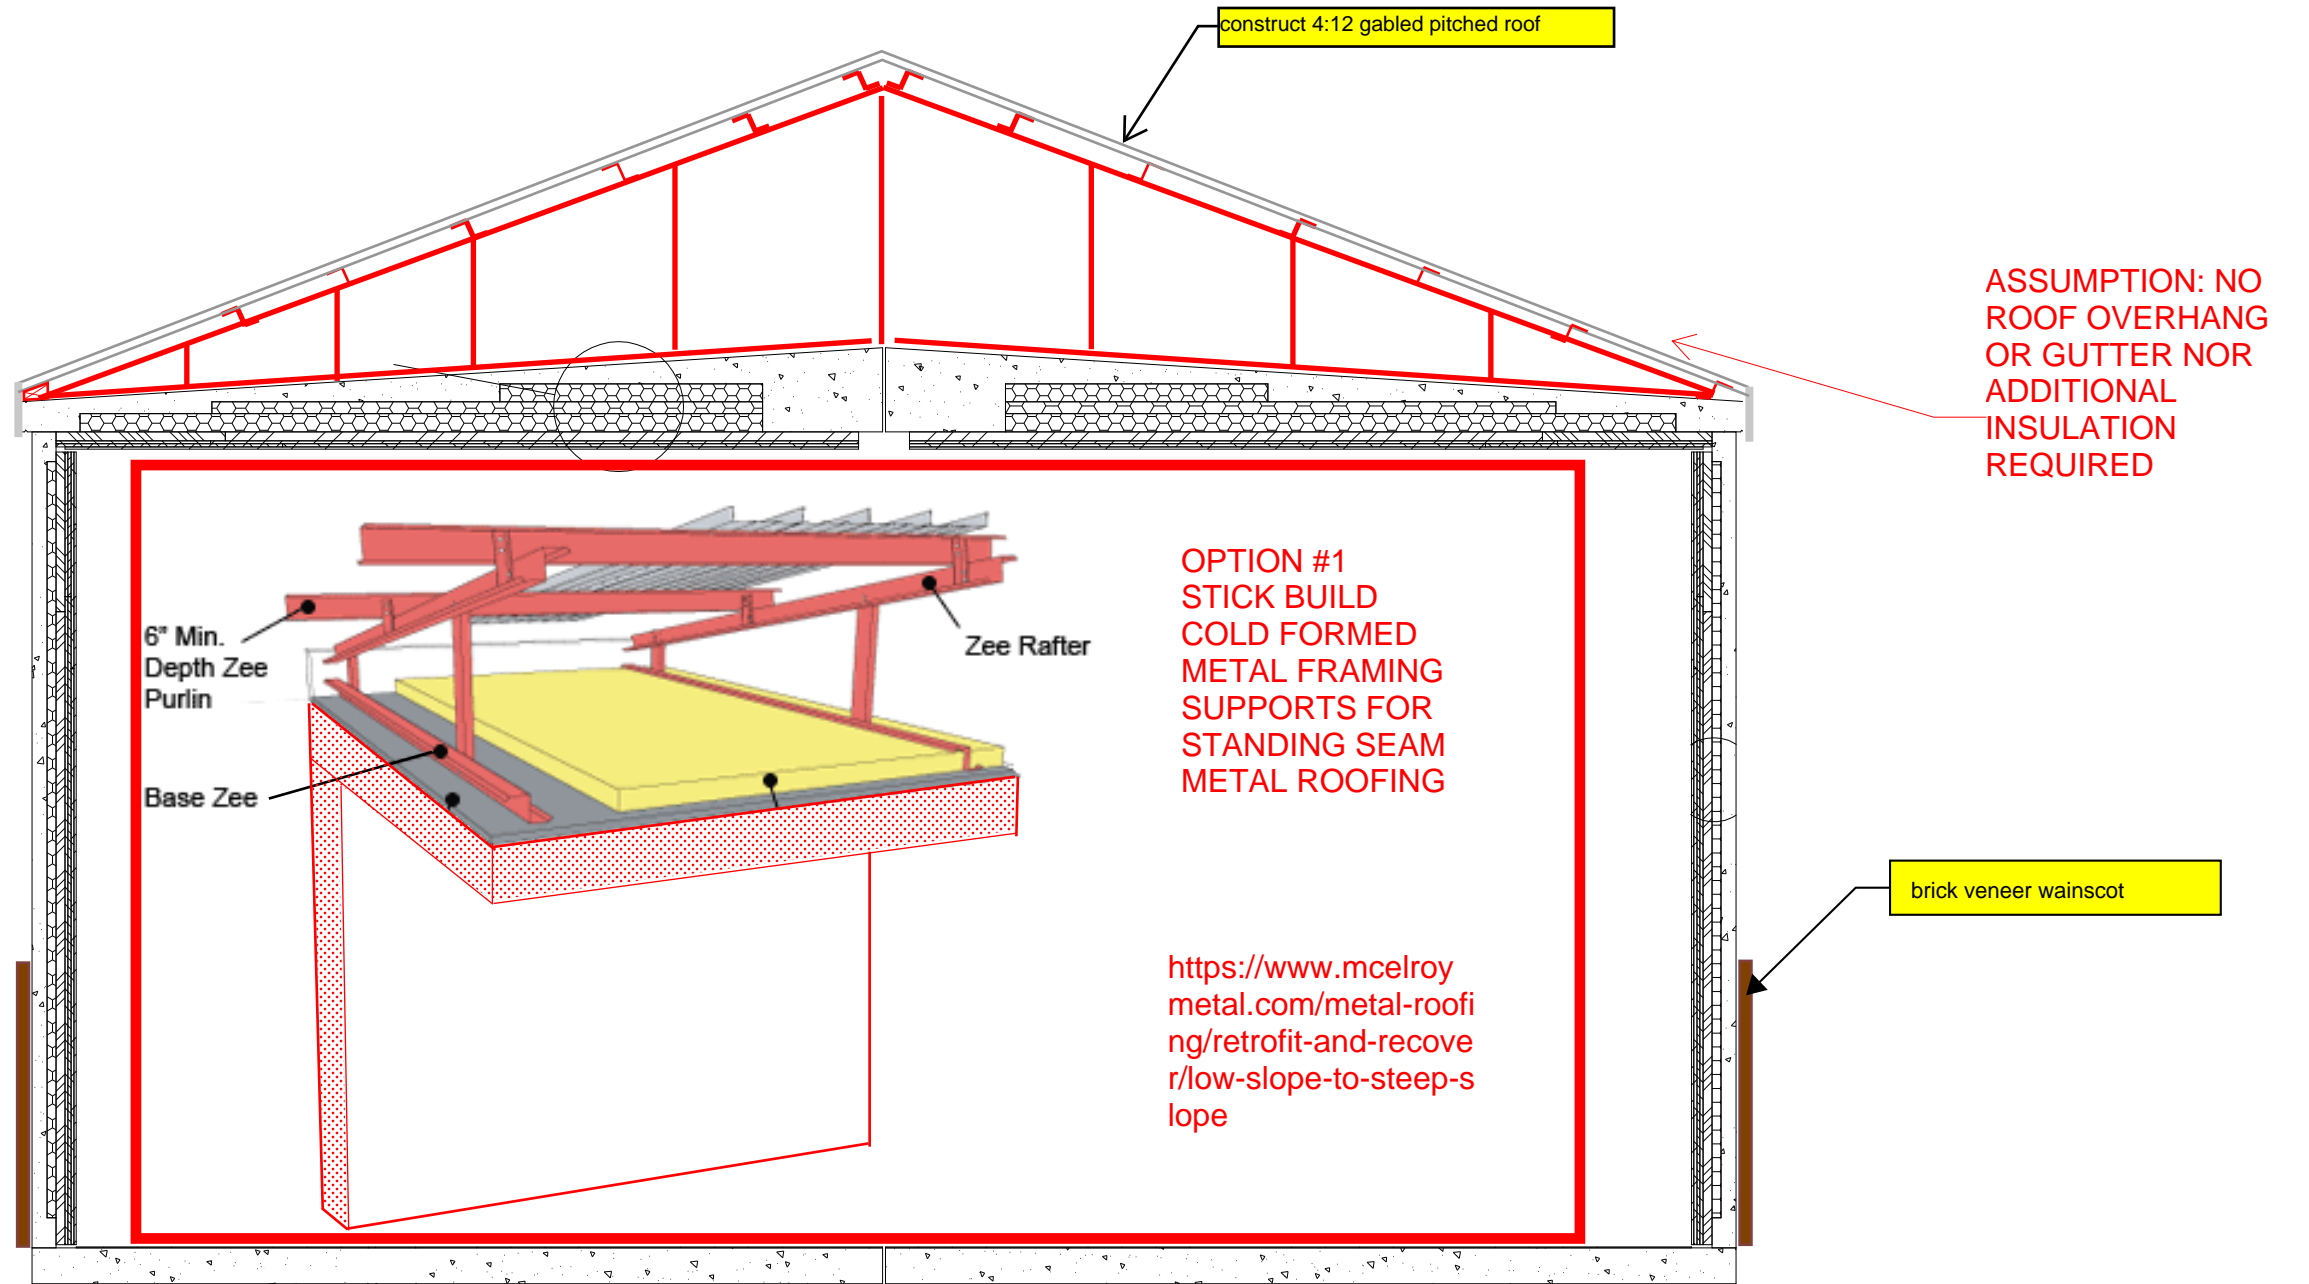 construct 4:12 gabled pitched roof
ASSUMPTION: NO
ROOF OVERHANG
OR GUTTER NOR
ADDITIONAL
INSULATION
REQUIRED
OPTION #1
STICK BUILD
COLD FORMED
METAL FRAMING
SUPPORTS FOR
STANDING SEAM
METAL ROOFING
6" Min.
Depth Zee
Purlin
Zee Rafter
Base Zee
brick veneer wainscot
https://www.mcelroy
metal.com/metal-roofi
ng/retrofit-and-recove
r/low-slope-to-steep-s
lope